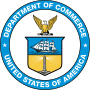 DEPARTMENT OF COMMERCE
UNITED STATES OF AMERICA